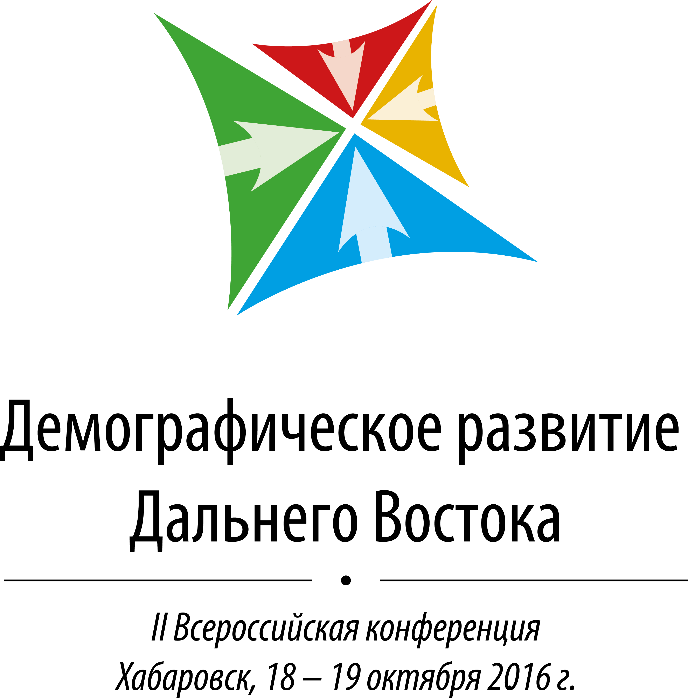 Демографическое развитие
Дальнего Востока
II Всероссийская конференция
Хабаровск, 18 – 19 октября 2016 г.